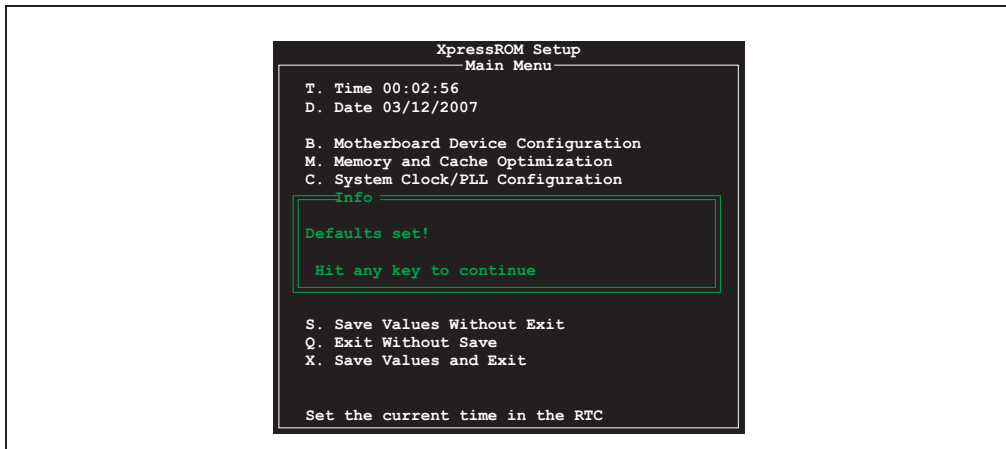 XpressROM Setup
Main Menu
T. Time 00:02:56
D. Date 03/12/2007
B. Motherboard Device Configuration
M. Memory and Cache Optimization
C. System Clock/PLL Configuration
Info
Defaults set!
Hit any key to continue
S. Save Values Without Exit
Q. Exit Without Save
X. Save Values and Exit
Set the current time in the RTC